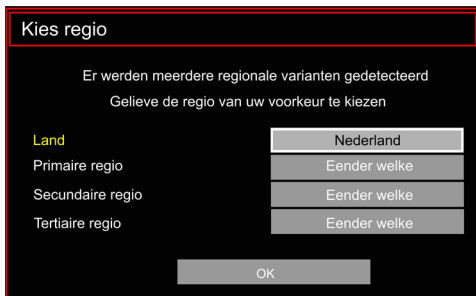 Kies regio
Er werden meerdere regionale varianten gedetecteerd
Gelieve de regio van uw voorkeur te kiezen
Land Nederland
Primaire regio Eender welke
Secundaire regio Eender welke
Tertiaire regio Eender welke
OK